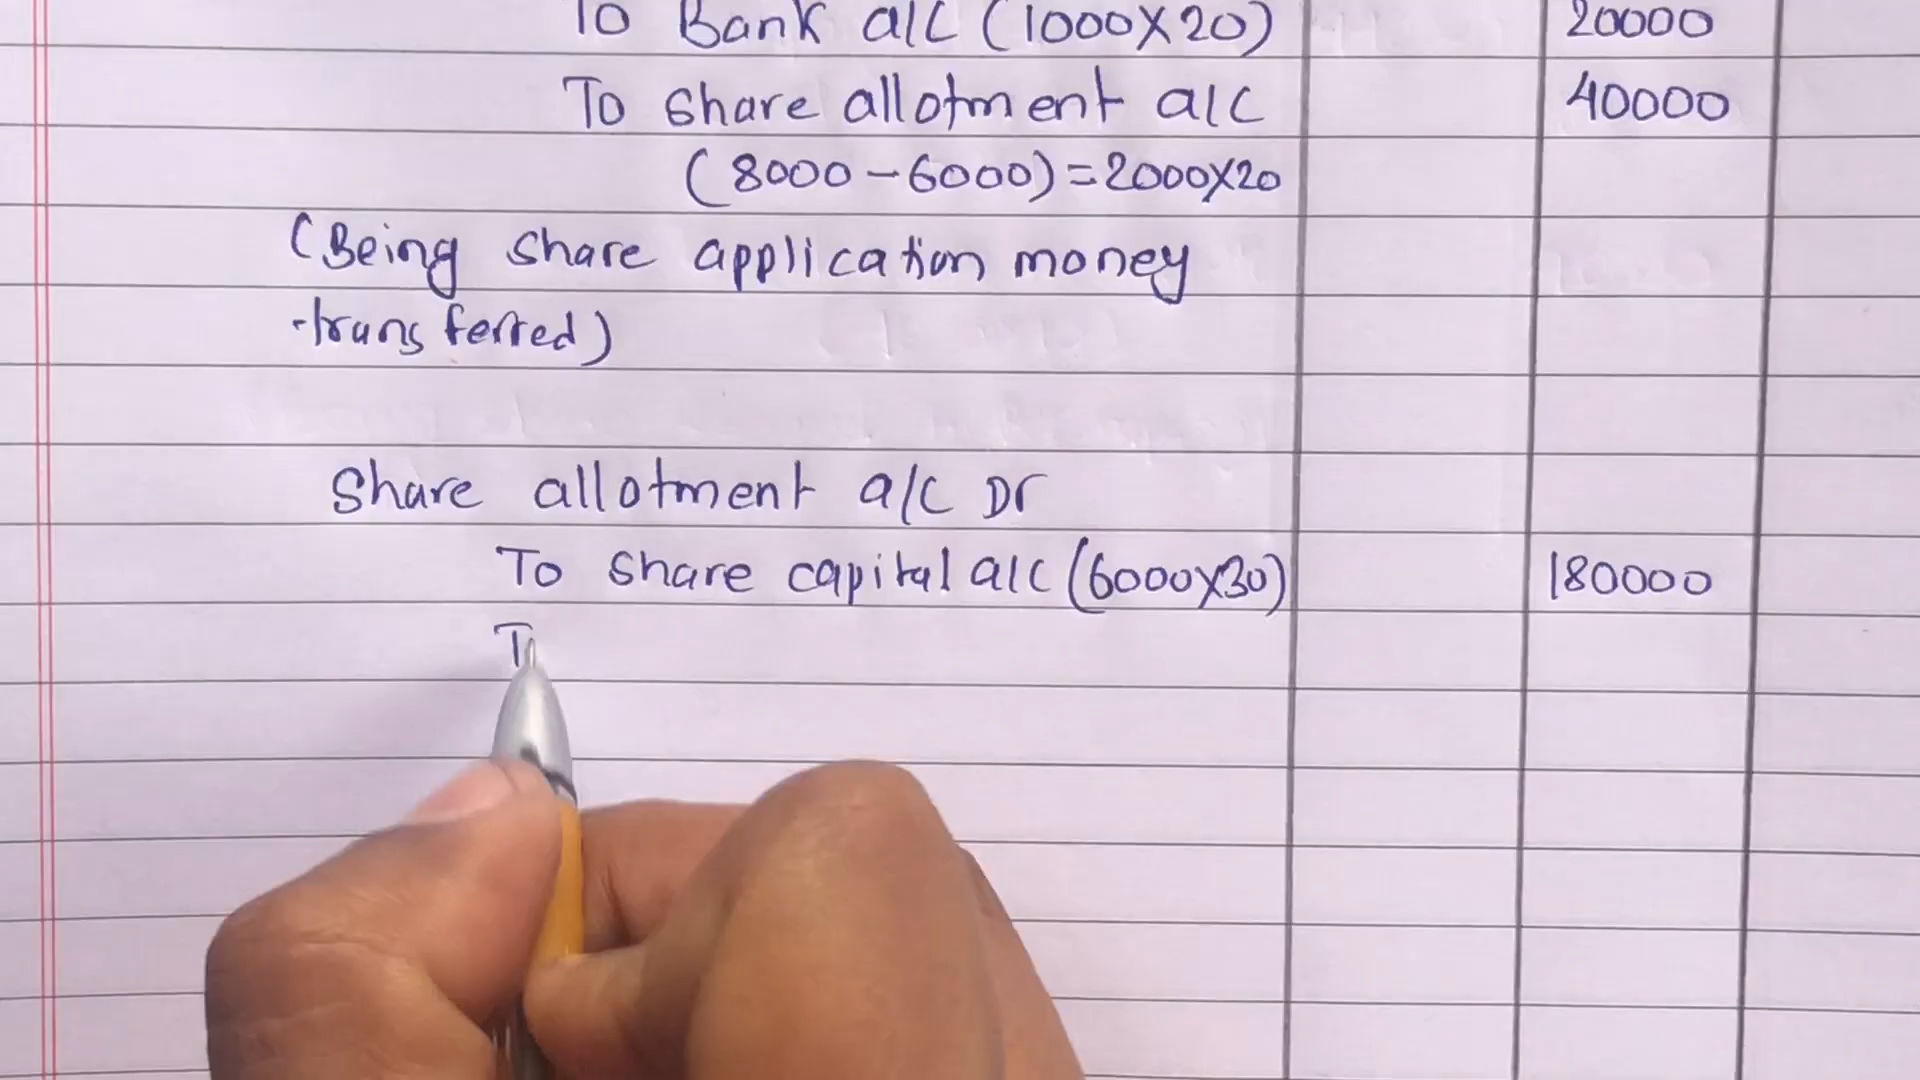 To Bank a/c (1000X20) 20000
To share allotment a/c 40000
(8000-6000)=2000X20
(Being share application money
transferred)
Share allotment a/c Dr
To share capital a/c (6000X30) 180000
T